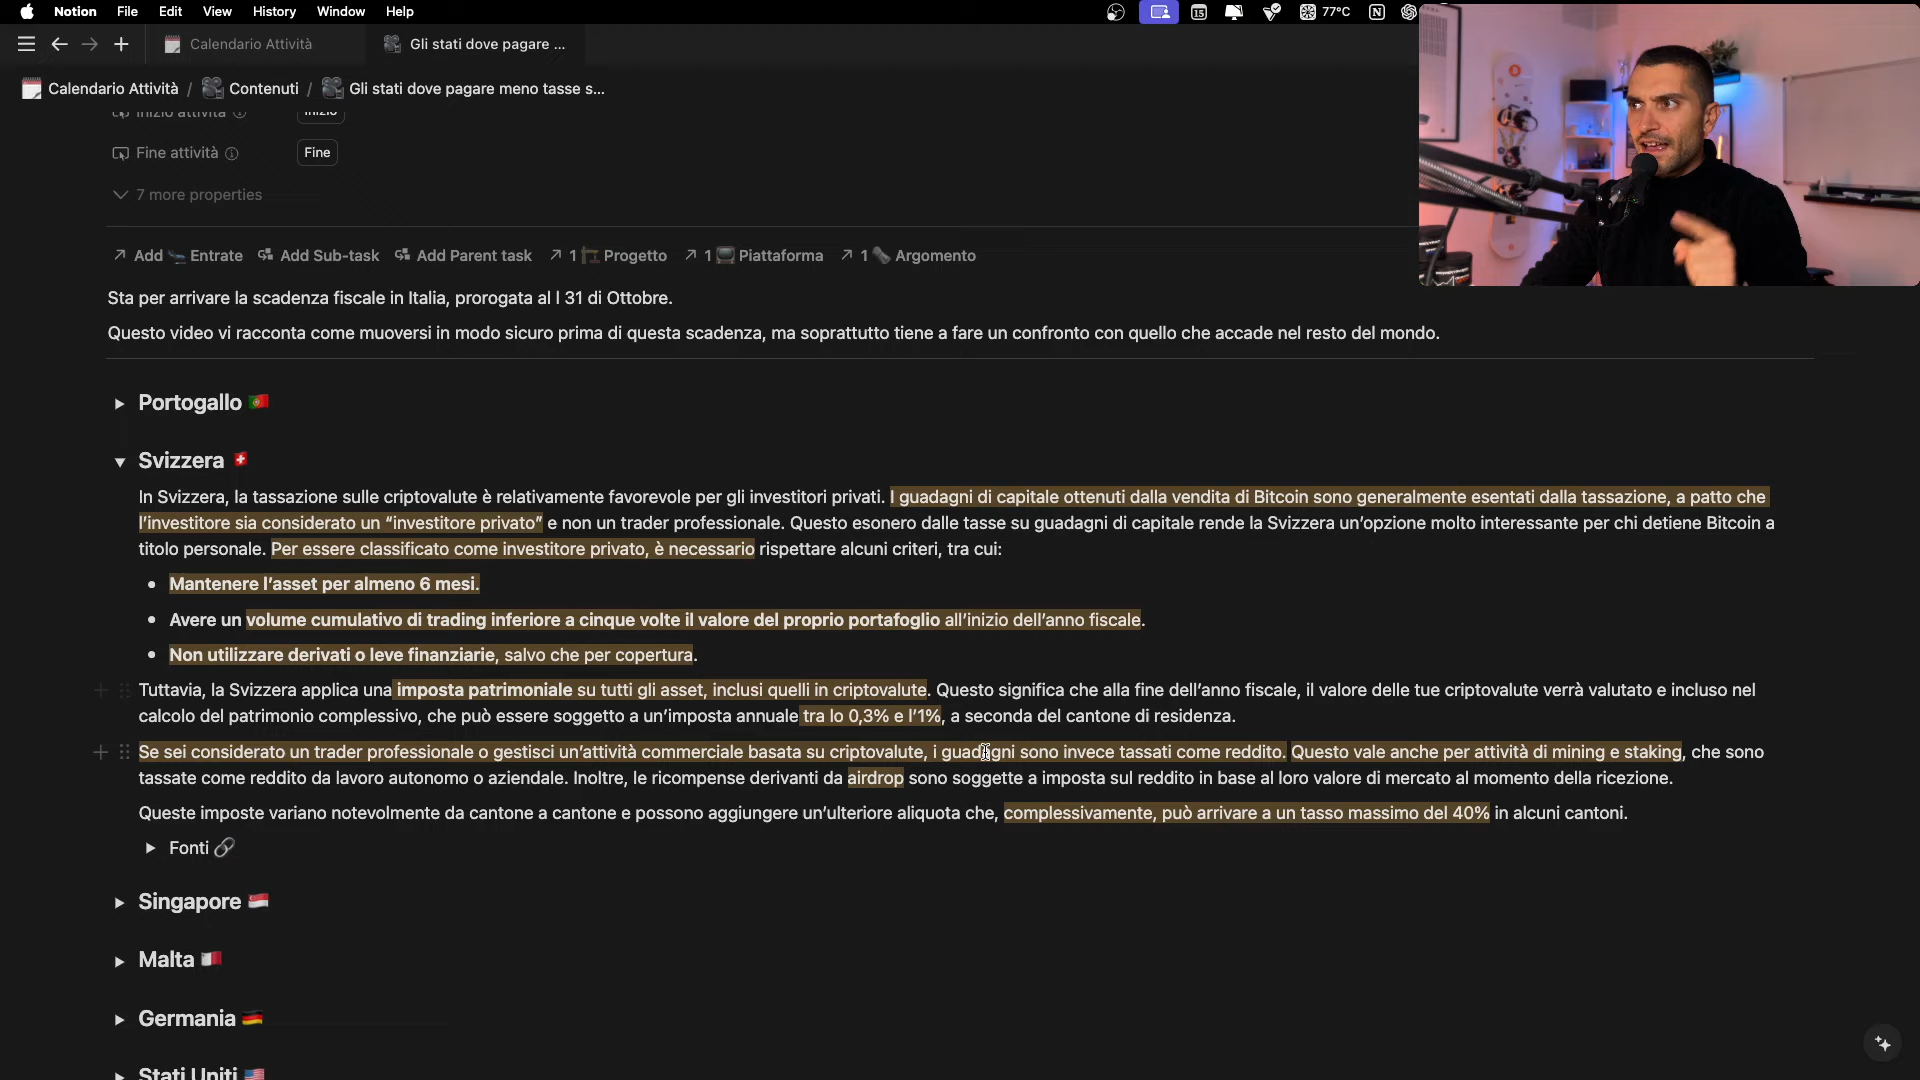 Notion File Edit View History Window Help
15 77°C
Calendario Attività Gli stati dove pagare ...
Calendario Attività / Contenuti / Gli stati dove pagare meno tasse s...
Inizio attività Inizio
Fine attività Fine
7 more properties
Add Entrate Add Sub-task Add Parent task 1 Progetto 1 Piattaforma 1 Argomento
Sta per arrivare la scadenza fiscale in Italia, prorogata al l 31 di Ottobre.
Questo video vi racconta come muoversi in modo sicuro prima di questa scadenza, ma soprattutto tiene a fare un confronto con quello che accade nel resto del mondo.
Portogallo
Svizzera
In Svizzera, la tassazione sulle criptovalute è relativamente favorevole per gli investitori privati. I guadagni di capitale ottenuti dalla vendita di Bitcoin sono generalmente esentati dalla tassazione, a patto che
l’investitore sia considerato un “investitore privato” e non un trader professionale. Questo esonero dalle tasse su guadagni di capitale rende la Svizzera un’opzione molto interessante per chi detiene Bitcoin a
titolo personale. Per essere classificato come investitore privato, è necessario rispettare alcuni criteri, tra cui:
• Mantenere l’asset per almeno 6 mesi.
• Avere un volume cumulativo di trading inferiore a cinque volte il valore del proprio portafoglio all’inizio dell’anno fiscale.
• Non utilizzare derivati o leve finanziarie, salvo che per copertura.
Tuttavia, la Svizzera applica una imposta patrimoniale su tutti gli asset, inclusi quelli in criptovalute. Questo significa che alla fine dell’anno fiscale, il valore delle tue criptovalute verrà valutato e incluso nel
calcolo del patrimonio complessivo, che può essere soggetto a un’imposta annuale tra lo 0,3% e l’1%, a seconda del cantone di residenza.
Se sei considerato un trader professionale o gestisci un’attività commerciale basata su criptovalute, i guadagni sono invece tassati come reddito. Questo vale anche per attività di mining e staking, che sono
tassate come reddito da lavoro autonomo o aziendale. Inoltre, le ricompense derivanti da airdrop sono soggette a imposta sul reddito in base al loro valore di mercato al momento della ricezione.
Queste imposte variano notevolmente da cantone a cantone e possono aggiungere un’ulteriore aliquota che, complessivamente, può arrivare a un tasso massimo del 40% in alcuni cantoni.
Fonti
Singapore
Malta
Germania
Stati Uniti